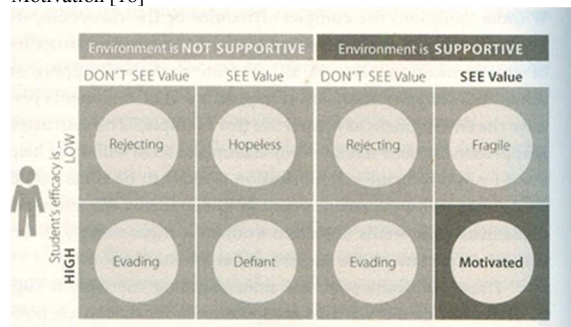 Motivation [18]
Environment is NOT SUPPORTIVE Environment is SUPPORTIVE
DON'T SEE Value SEE Value DON'T SEE Value SEE Value
Student's efficacy is...
LOW
Rejecting Hopeless Rejecting Fragile
HIGH
Evading Defiant Evading Motivated